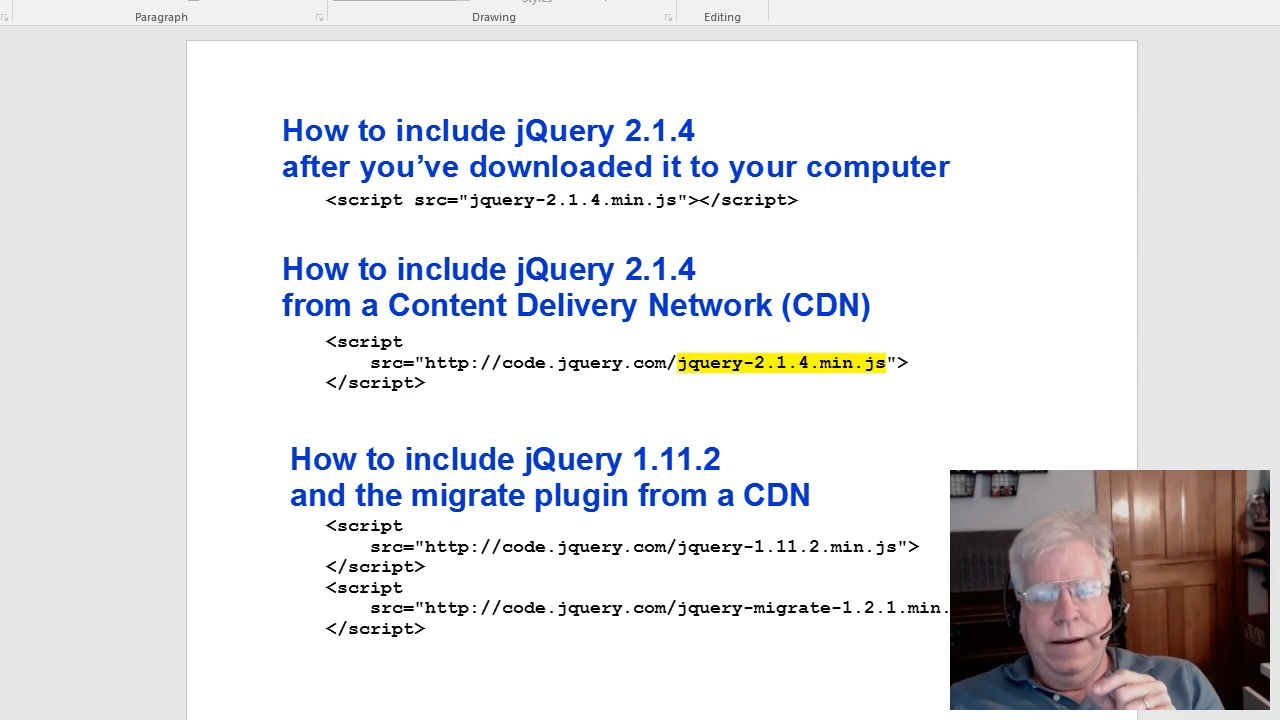 Styles
Paragraph
Drawing
Editing
How to include jQuery 2.1.4
after you’ve downloaded it to your computer
<script src="jquery-2.1.4.min.js"></script>
How to include jQuery 2.1.4
from a Content Delivery Network (CDN)
<script
src="http://code.jquery.com/jquery-2.1.4.min.js">
</script>
How to include jQuery 1.11.2
and the migrate plugin from a CDN
<script
src="http://code.jquery.com/jquery-1.11.2.min.js">
</script>
<script
src="http://code.jquery.com/jquery-migrate-1.2.1.min.
</script>